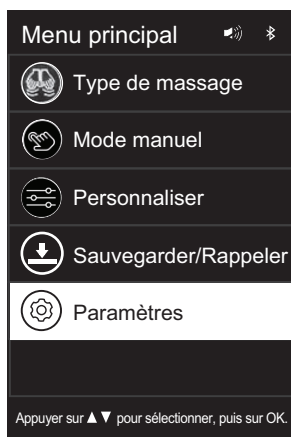 Menu principal
Type de massage
Mode manuel
Personnaliser
Sauvegarder/Rappeler
Paramètres
Appuyer sur ▲▼ pour sélectionner, puis sur OK.